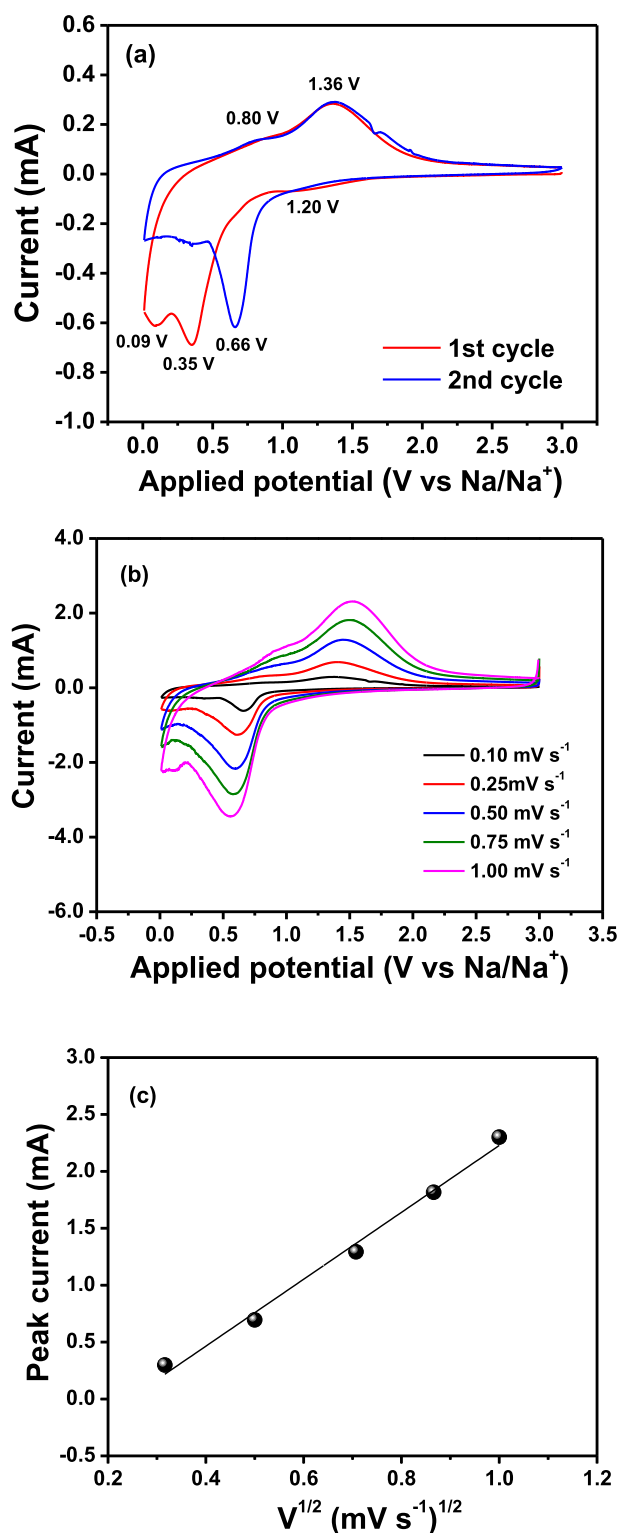 (a)
0.6
0.4
0.2
0.0
-0.2
-0.4
-0.6
-0.8
-1.0
Current (mA)
1.36 V
0.80 V
1.20 V
0.09 V
0.35 V
0.66 V
1st cycle
2nd cycle
0.0 0.5 1.0 1.5 2.0 2.5 3.0
Applied potential (V vs Na/Na⁺)
(b)
4.0
2.0
0.0
-2.0
-4.0
-6.0
Current (mA)
0.10 mV s⁻¹
0.25mV s⁻¹
0.50 mV s⁻¹
0.75 mV s⁻¹
1.00 mV s⁻¹
-0.5 0.0 0.5 1.0 1.5 2.0 2.5 3.0 3.5
Applied potential (V vs Na/Na⁺)
(c)
3.0
2.5
2.0
1.5
1.0
0.5
0.0
-0.5
Peak current (mA)
0.2 0.4 0.6 0.8 1.0 1.2
V¹ᐟ² (mV s⁻¹)¹ᐟ²